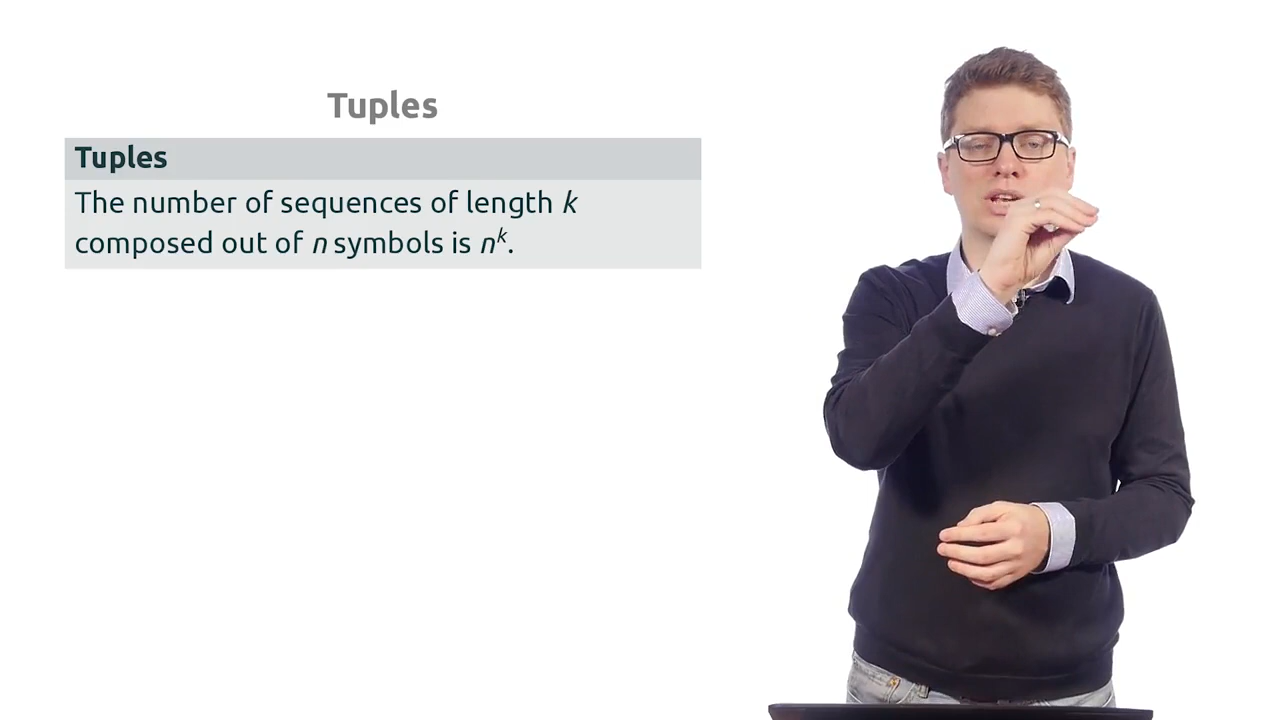 Tuples
Tuples
The number of sequences of length k
composed out of n symbols is nᵏ.